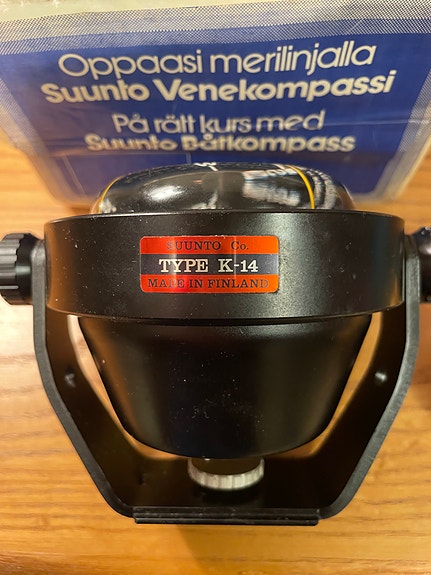 Oppaasi merilinjalla
Suunto Venekompassi
På rätt kurs med
Suunto Båtkompass
SUUNTO Co.
TYPE K-14
MADE IN FINLAND